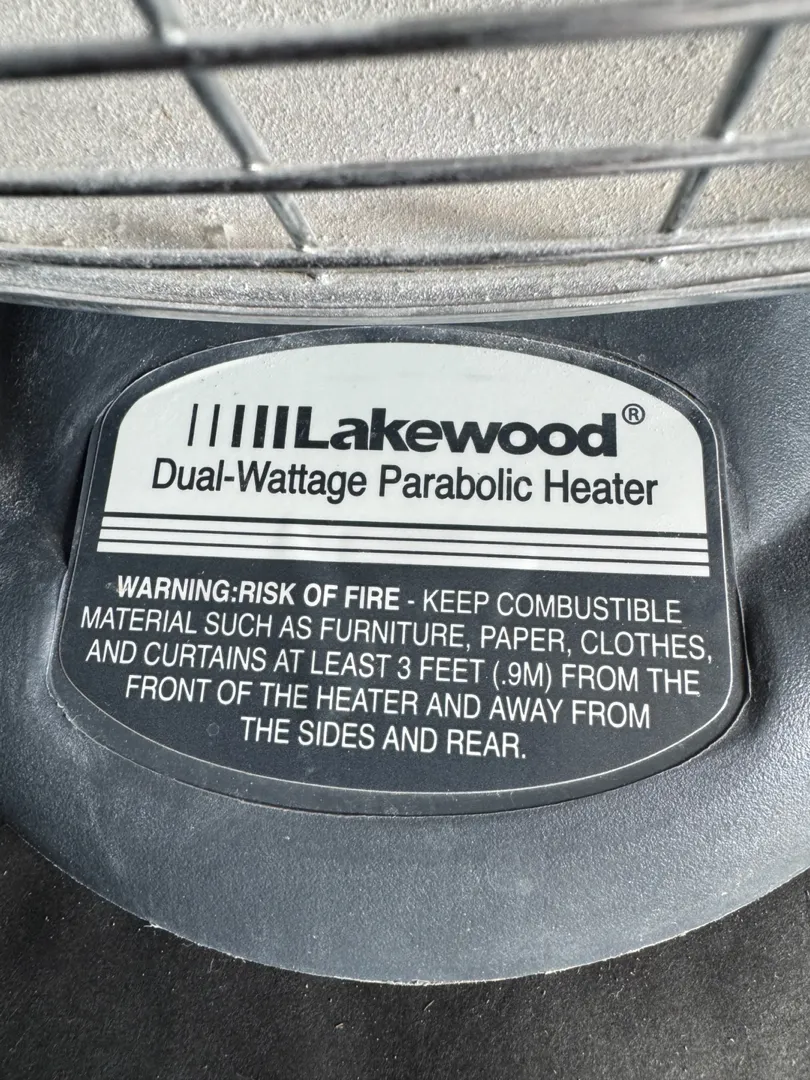 Lakewood®
Dual-Wattage Parabolic Heater
WARNING:RISK OF FIRE - KEEP COMBUSTIBLE
MATERIAL SUCH AS FURNITURE, PAPER, CLOTHES,
AND CURTAINS AT LEAST 3 FEET (.9M) FROM THE
FRONT OF THE HEATER AND AWAY FROM
THE SIDES AND REAR.